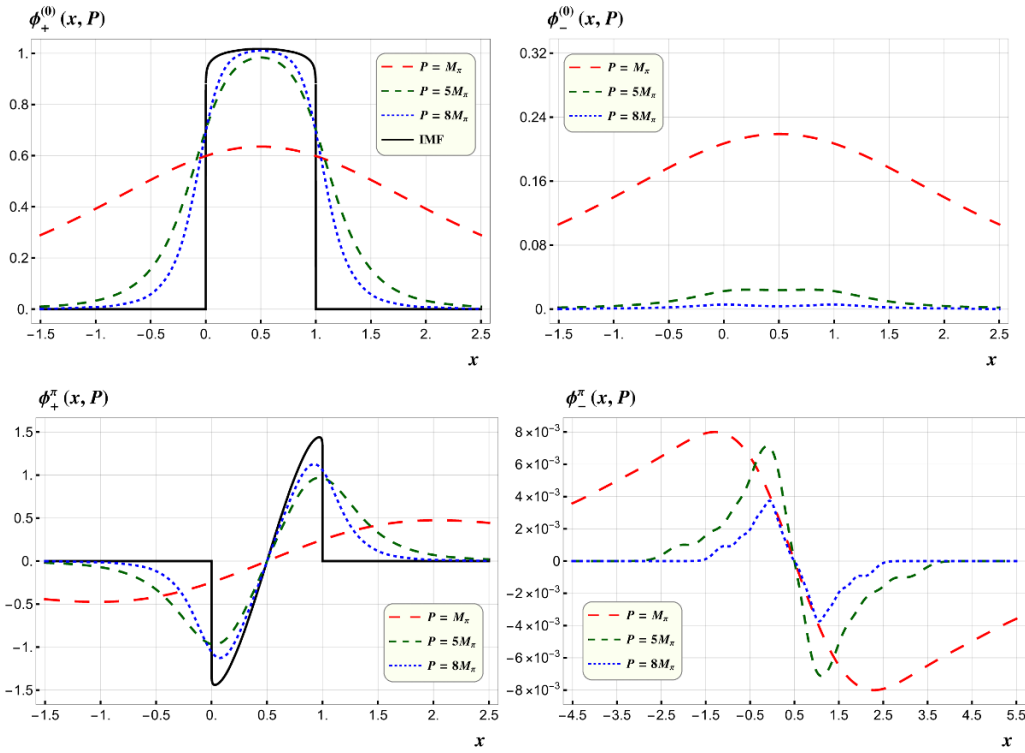 ϕ₊⁽⁰⁾ (x, P)
1.
0.8
0.6
0.4
0.2
0.
−1.5 −1. −0.5 0. 0.5 1. 1.5 2. 2.5
x
P = Mπ
P = 5Mπ
P = 8Mπ
IMF
ϕ₋⁽⁰⁾ (x, P)
0.32
0.24
0.16
0.08
0.
−1.5 −1. −0.5 0. 0.5 1. 1.5 2. 2.5
x
P = Mπ
P = 5Mπ
P = 8Mπ
ϕ₊^π (x, P)
1.5
1.
0.5
0.
−0.5
−1.
−1.5
−1.5 −1. −0.5 0. 0.5 1. 1.5 2. 2.5
x
P = Mπ
P = 5Mπ
P = 8Mπ
ϕ₋^π (x, P)
8×10⁻³
6×10⁻³
4×10⁻³
2×10⁻³
0.
−2×10⁻³
−4×10⁻³
−6×10⁻³
−8×10⁻³
−4.5 −3.5 −2.5 −1.5 −0.5 0.5 1.5 2.5 3.5 4.5 5.5
x
P = Mπ
P = 5Mπ
P = 8Mπ